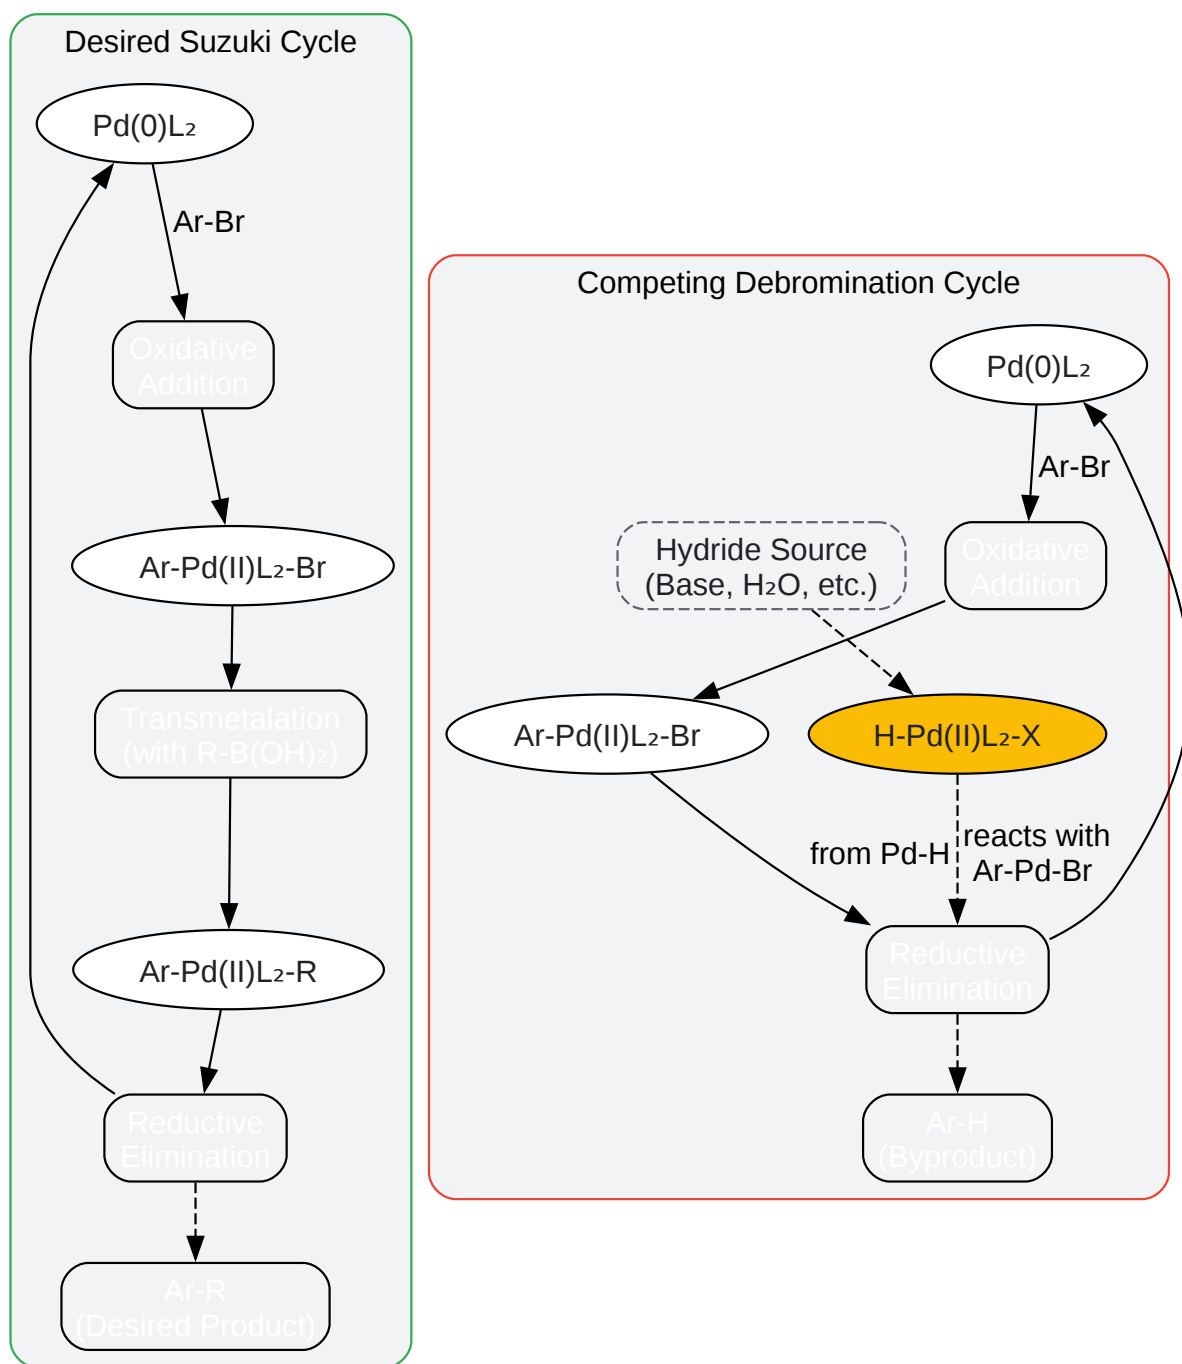 Desired Suzuki Cycle
Pd(0)L₂
Ar-Br
Oxidative
Addition
Ar-Pd(II)L₂-Br
Transmetalation
(with R-B(OH)₂)
Ar-Pd(II)L₂-R
Reductive
Elimination
Ar-R
(Desired Product)
Competing Debromination Cycle
Pd(0)L₂
Ar-Br
Hydride Source
(Base, H₂O, etc.)
Oxidative
Addition
Ar-Pd(II)L₂-Br
H-Pd(II)L₂-X
from Pd-H
reacts with
Ar-Pd-Br
Reductive
Elimination
Ar-H
(Byproduct)